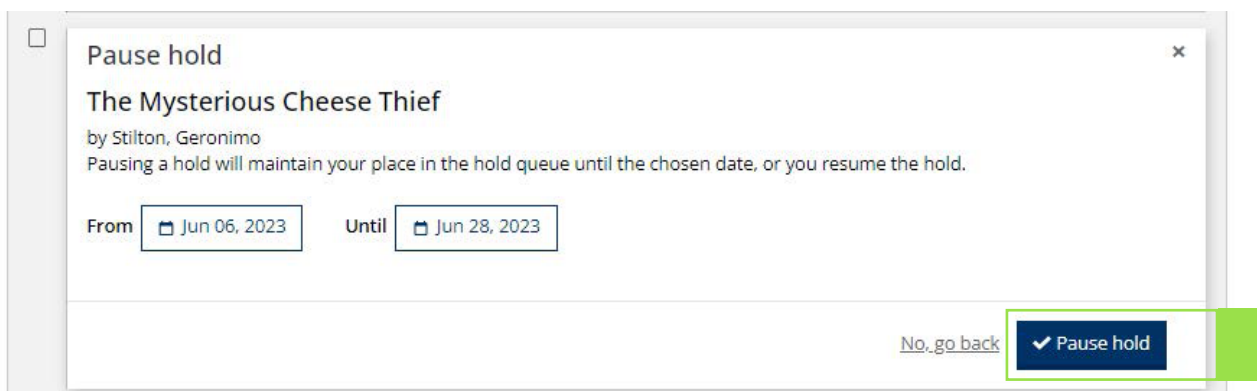 Pause hold
×
The Mysterious Cheese Thief
by Stilton, Geronimo
Pausing a hold will maintain your place in the hold queue until the chosen date, or you resume the hold.
From Jun 06, 2023 Until Jun 28, 2023
No, go back ✔ Pause hold